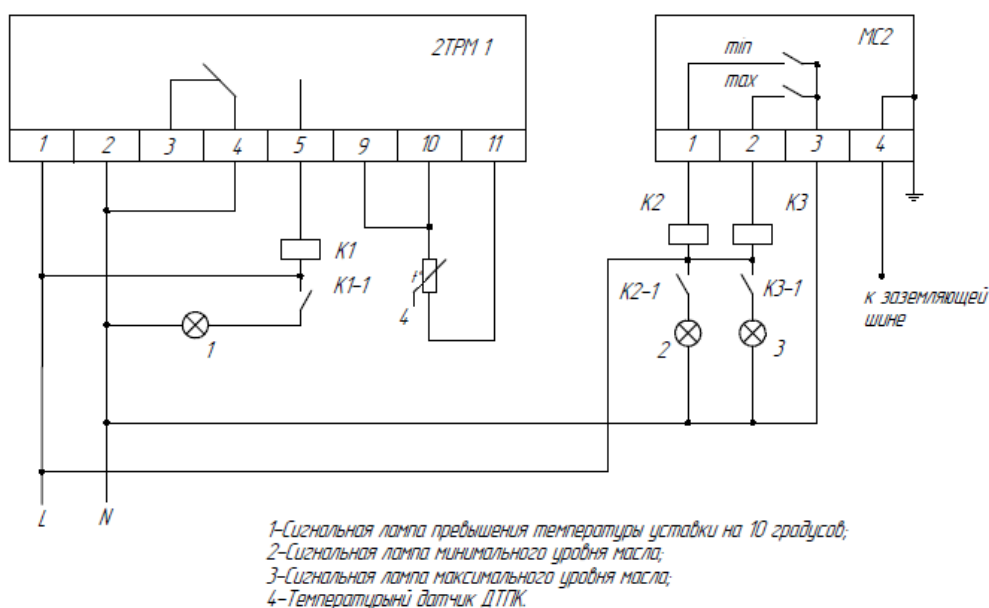 2ТРМ 1
МС2
min
max
1 2 3 4 5 9 10 11
1 2 3 4
К2
К3
К1
К1-1
t°
4
К2-1
К3-1
к заземляющей
шине
1
2
3
L
N
1-Сигнальная лампа превышения температуры уставки на 10 градусов;
2-Сигнальная лампа минимального уровня масла;
3-Сигнальная лампа максимального уровня масла;
4-Температурынй датчик ДТПК.